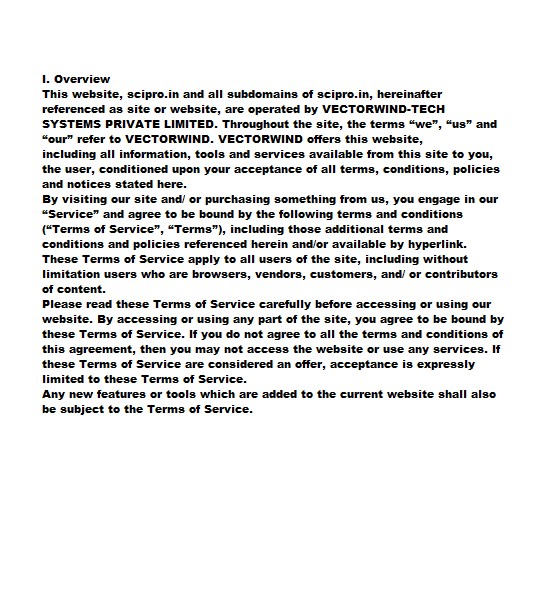 I. Overview
This website, scipro.in and all subdomains of scipro.in, hereinafter
referenced as site or website, are operated by VECTORWIND-TECH
SYSTEMS PRIVATE LIMITED. Throughout the site, the terms “we”, “us” and
“our” refer to VECTORWIND. VECTORWIND offers this website,
including all information, tools and services available from this site to you,
the user, conditioned upon your acceptance of all terms, conditions, policies
and notices stated here.
By visiting our site and/ or purchasing something from us, you engage in our
“Service” and agree to be bound by the following terms and conditions
(“Terms of Service”, “Terms”), including those additional terms and
conditions and policies referenced herein and/or available by hyperlink.
These Terms of Service apply to all users of the site, including without
limitation users who are browsers, vendors, customers, and/ or contributors
of content.
Please read these Terms of Service carefully before accessing or using our
website. By accessing or using any part of the site, you agree to be bound by
these Terms of Service. If you do not agree to all the terms and conditions of
this agreement, then you may not access the website or use any services. If
these Terms of Service are considered an offer, acceptance is expressly
limited to these Terms of Service.
Any new features or tools which are added to the current website shall also
be subject to the Terms of Service.